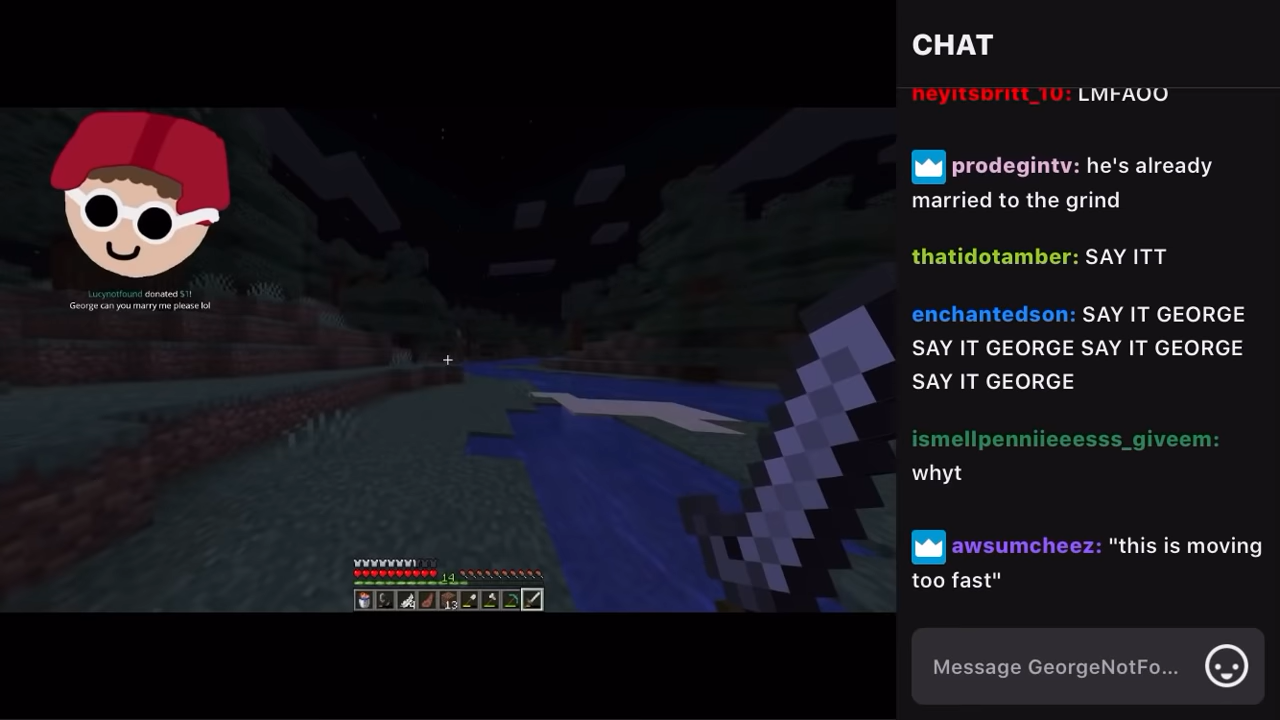 Lucynotfound donated $1!
George can you marry me please lol
14
9
13
CHAT
heyitsbritt_10: LMFAOO
prodegintv: he's already
married to the grind
thatidotamber: SAY ITT
enchantedson: SAY IT GEORGE
SAY IT GEORGE SAY IT GEORGE
SAY IT GEORGE
ismellpenniieeesss_giveem:
whyt
awsumcheez: "this is moving
too fast"
Message GeorgeNotFo...